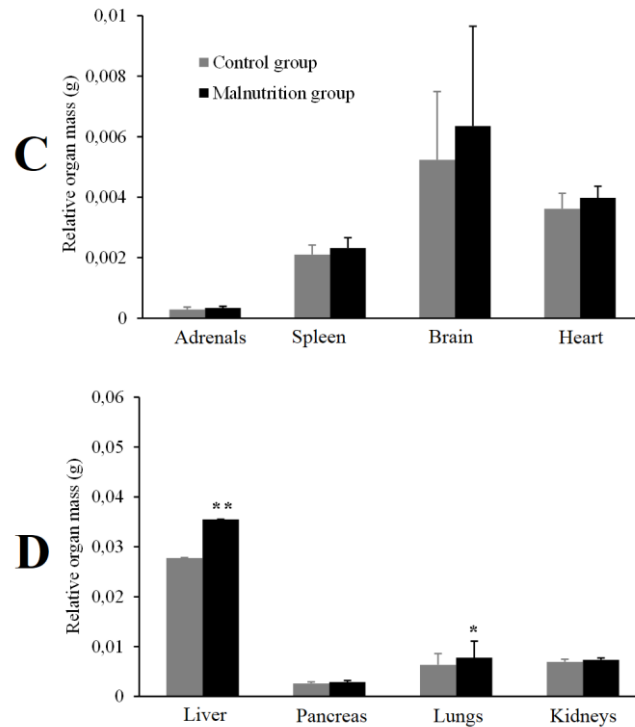 C
Relative organ mass (g)
0,01
0,008
0,006
0,004
0,002
0
Control group
Malnutrition group
Adrenals Spleen Brain Heart
D
Relative organ mass (g)
0,06
0,05
0,04
0,03
0,02
0,01
0
**
*
Liver Pancreas Lungs Kidneys